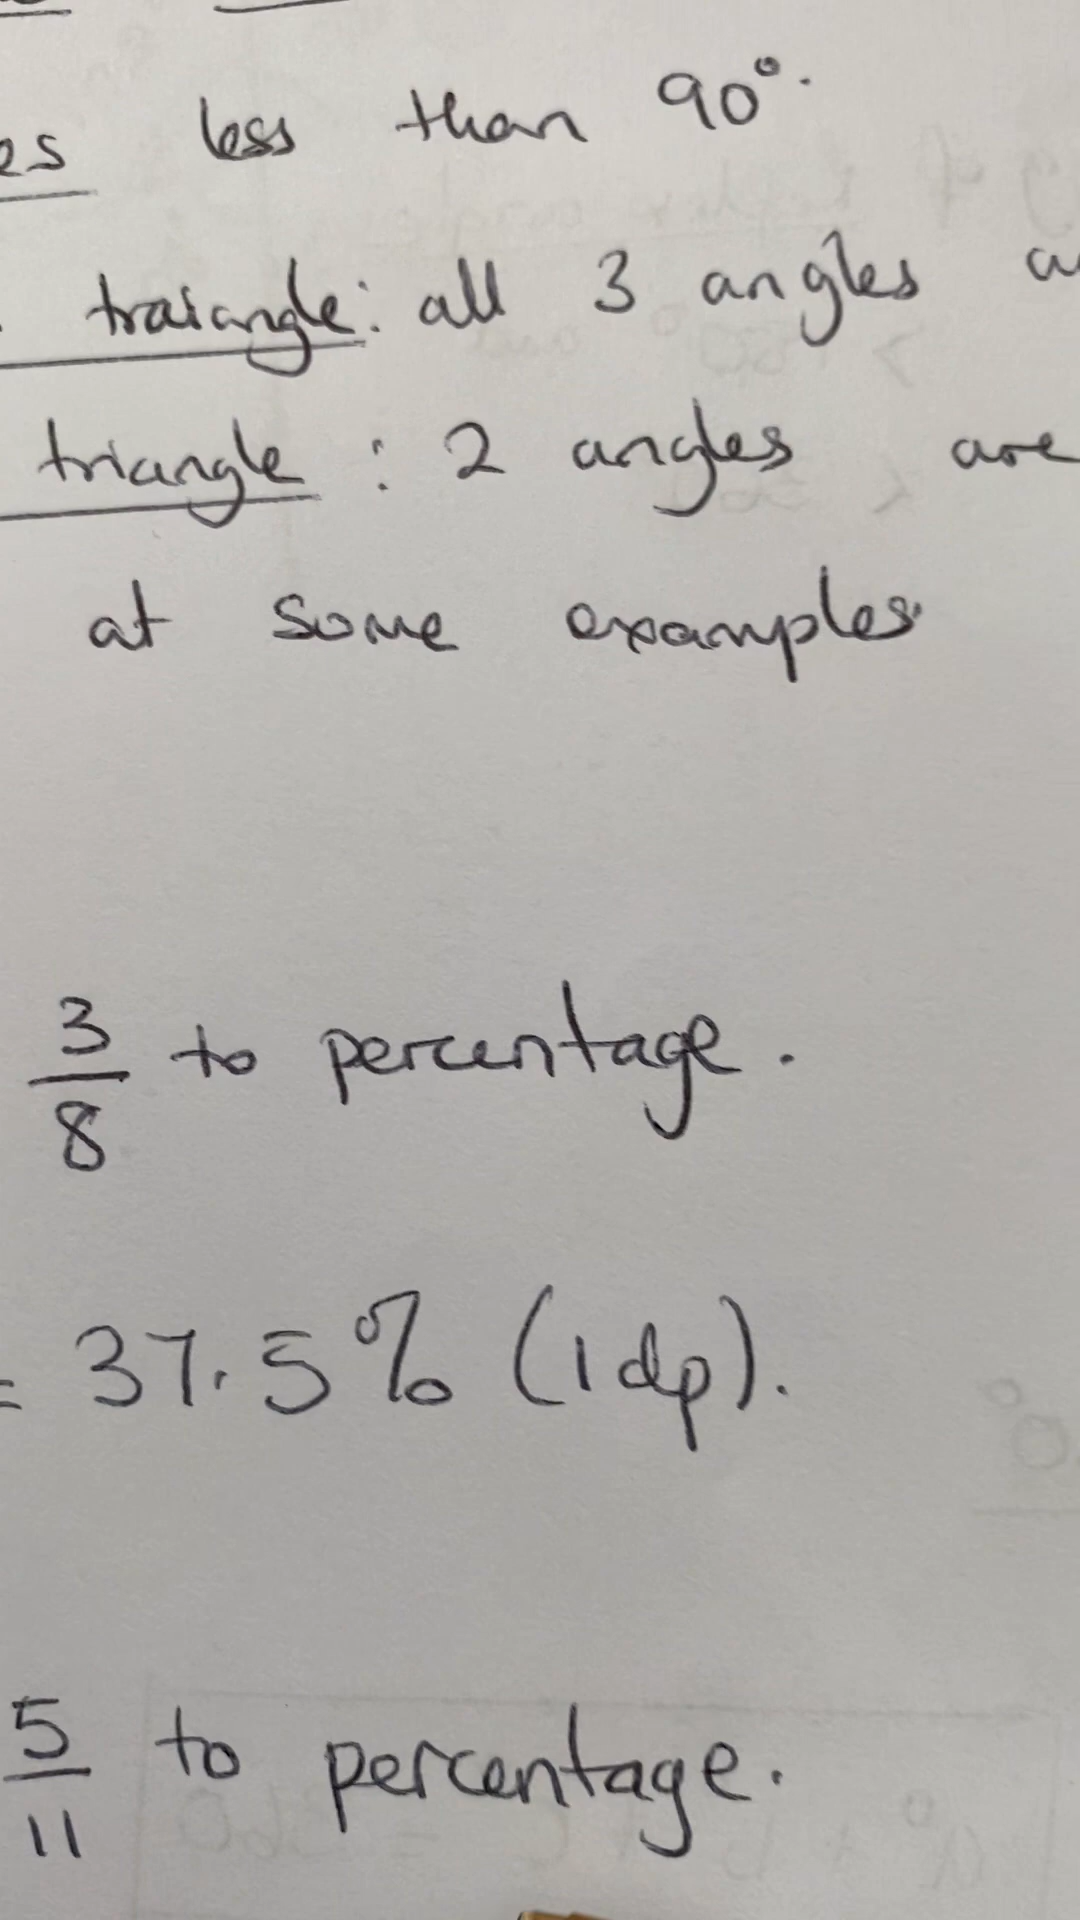 es less than 90°.
traiangle: all 3 angles a
triangle : 2 angles are
at some examples
3/8 to percentage.
= 37.5% (1dp).
5/11 to percentage.